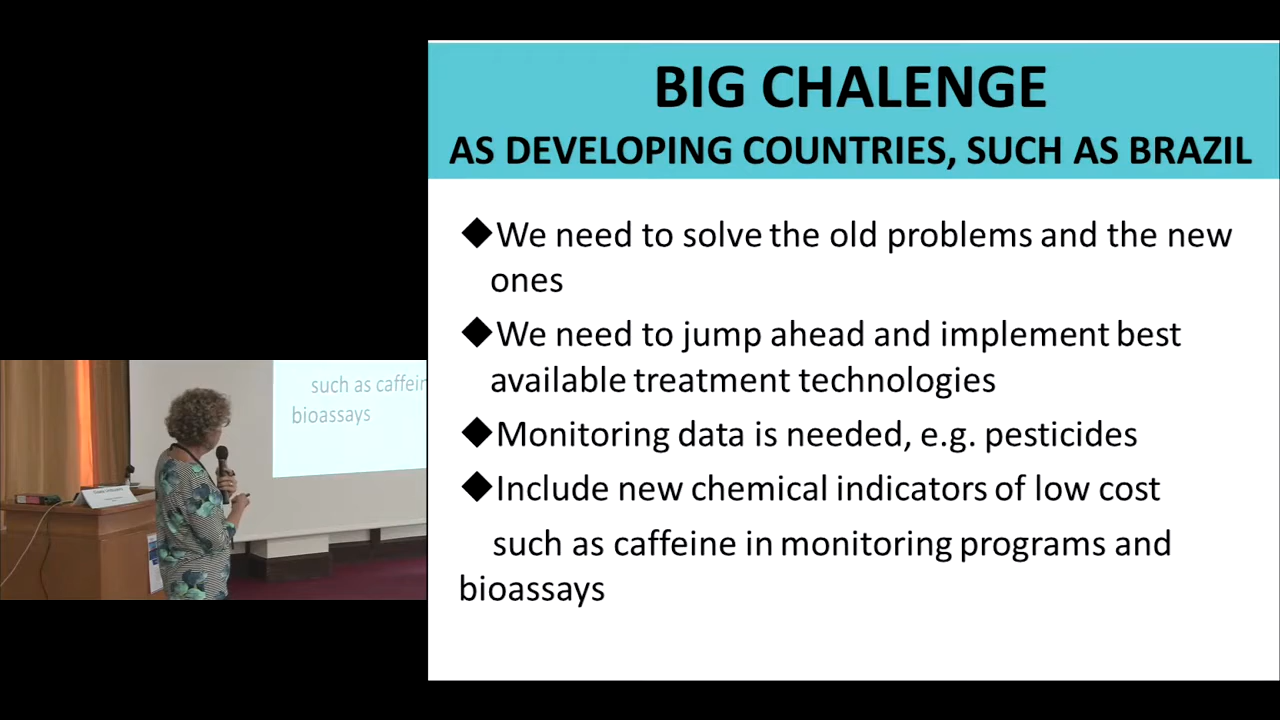 BIG CHALENGE
AS DEVELOPING COUNTRIES, SUCH AS BRAZIL
◆We need to solve the old problems and the new
ones
◆We need to jump ahead and implement best
available treatment technologies
◆Monitoring data is needed, e.g. pesticides
◆Include new chemical indicators of low cost
such as caffeine in monitoring programs and
bioassays
such as caffein
bioassays